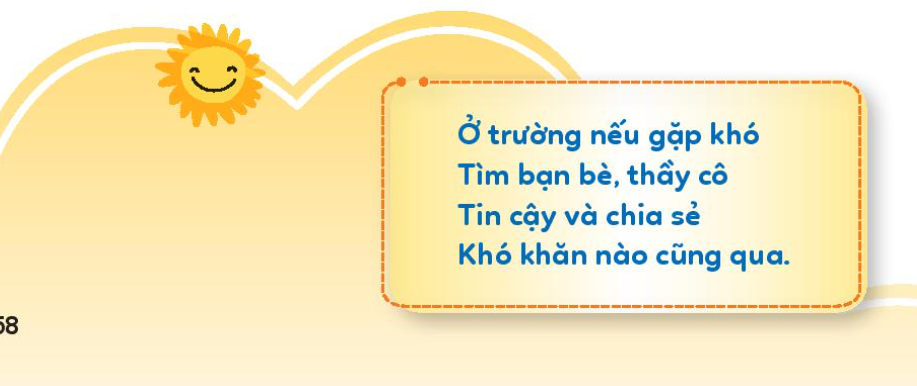 Ở trường nếu gặp khó
Tìm bạn bè, thầy cô
Tin cậy và chia sẻ
Khó khăn nào cũng qua.
58